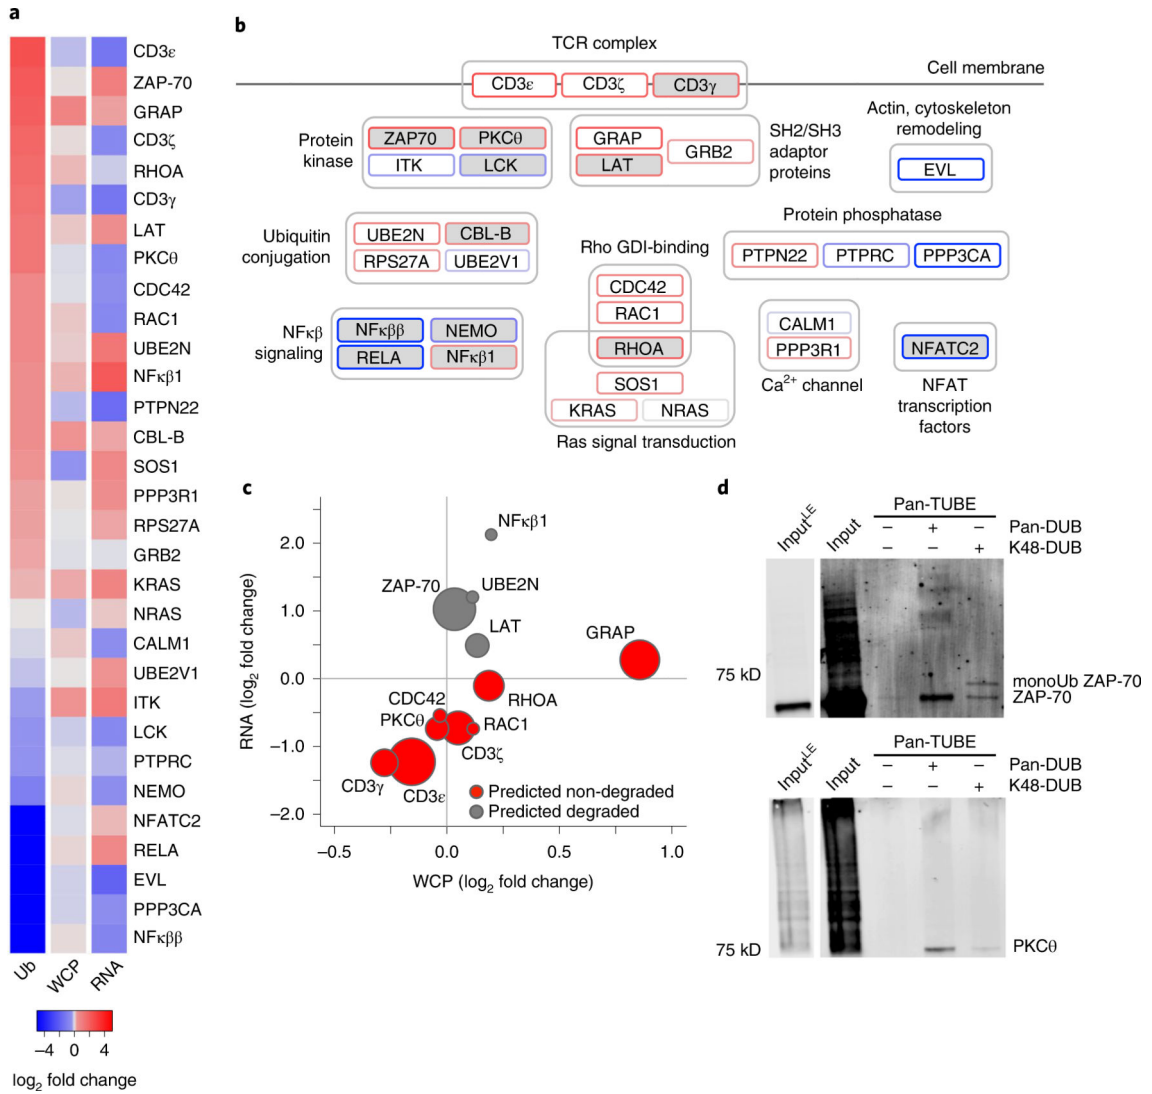 a
CD3ε
ZAP-70
GRAP
CD3ζ
RHOA
CD3γ
LAT
PKCθ
CDC42
RAC1
UBE2N
NFκβ1
PTPN22
CBL-B
SOS1
PPP3R1
RPS27A
GRB2
KRAS
NRAS
CALM1
UBE2V1
ITK
LCK
PTPRC
NEMO
NFATC2
RELA
EVL
PPP3CA
NFκββ
Ub WCP RNA
−4 0 4
log2 fold change
b
TCR complex
Cell membrane
CD3ε CD3ζ CD3γ
Protein
kinase
ZAP70 PKCθ
ITK LCK
GRAP
LAT
GRB2
SH2/SH3
adaptor
proteins
Actin, cytoskeleton
remodeling
EVL
Ubiquitin
conjugation
UBE2N CBL-B
RPS27A UBE2V1
Rho GDI-binding
CDC42
RAC1
RHOA
SOS1
KRAS NRAS
Ras signal transduction
Protein phosphatase
PTPN22 PTPRC PPP3CA
NFκβ
signaling
NFκββ NEMO
RELA NFκβ1
CALM1
PPP3R1
Ca2+ channel
NFATC2
NFAT
transcription
factors
c
RNA (log2 fold change)
2.0
1.0
0.0
−1.0
−2.0
NFκβ1
ZAP-70
UBE2N
LAT
GRAP
RHOA
CDC42
PKCθ
RAC1
CD3ζ
CD3γ
CD3ε
Predicted non-degraded
Predicted degraded
−0.5 0.0 0.5 1.0
WCP (log2 fold change)
d
Pan-TUBE
InputLE Input
− + − Pan-DUB
− − + K48-DUB
75 kD
monoUb ZAP-70
ZAP-70
Pan-TUBE
InputLE Input
− + − Pan-DUB
− − + K48-DUB
75 kD
PKCθ